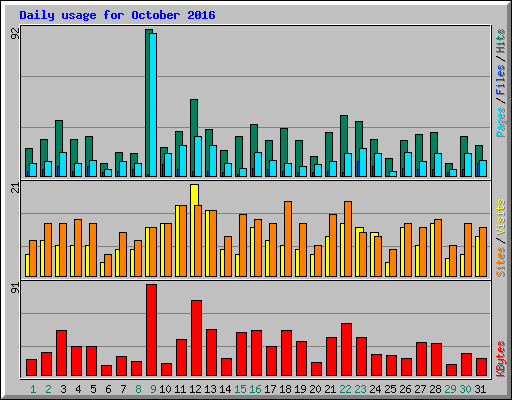 Daily usage for October 2016
92
Pages / Files / Hits
21
Sites / Visits
91
KBytes
1 2 3 4 5 6 7 8 9 10 11 12 13 14 15 16 17 18 19 20 21 22 23 24 25 26 27 28 29 30 31